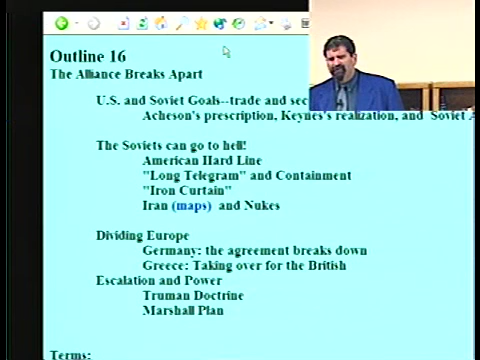 Outline 16
The Alliance Breaks Apart
U.S. and Soviet Goals--trade and sec
Acheson's prescription, Keynes's realization, and Soviet A
The Soviets can go to hell!
American Hard Line
"Long Telegram" and Containment
"Iron Curtain"
Iran (maps) and Nukes
Dividing Europe
Germany: the agreement breaks down
Greece: Taking over for the British
Escalation and Power
Truman Doctrine
Marshall Plan
Terms: